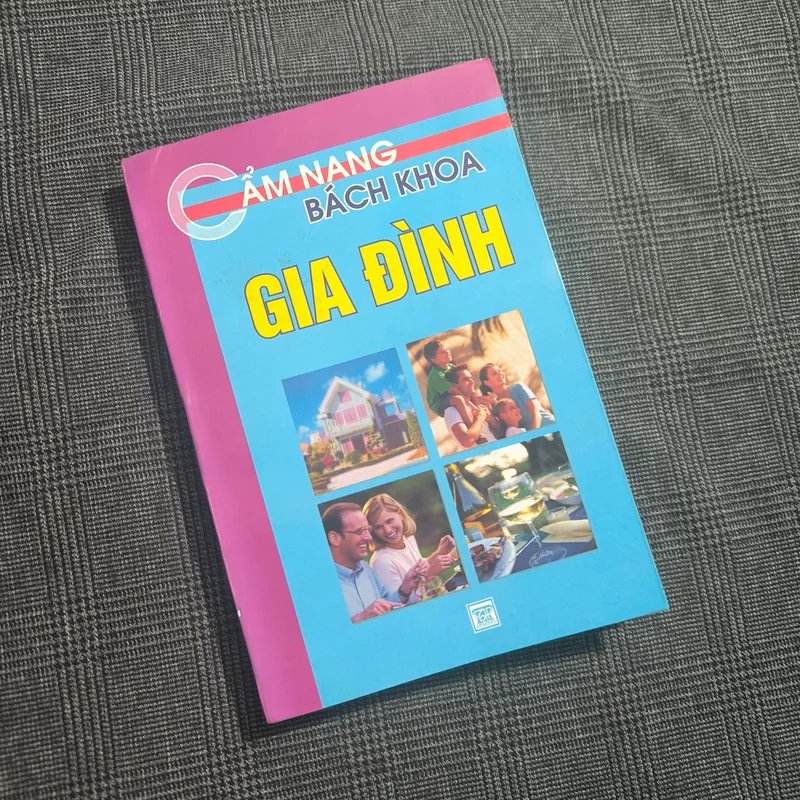 CẨM NANG
BÁCH KHOA
GIA ĐÌNH